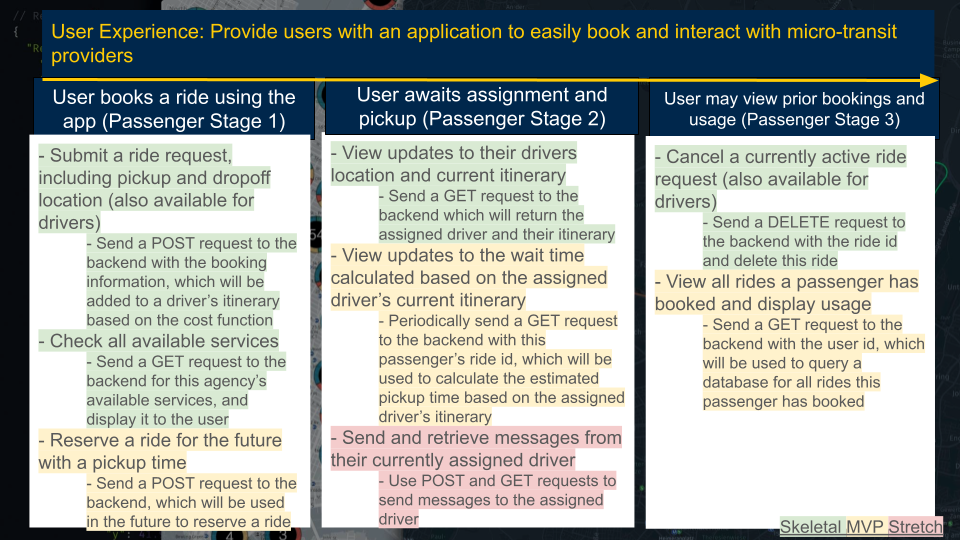 // R
{
"R
User Experience: Provide users with an application to easily book and interact with micro-transit
providers
User books a ride using the
app (Passenger Stage 1)
- Submit a ride request,
including pickup and dropoff
location (also available for
drivers)
- Send a POST request to the
backend with the booking
information, which will be
added to a driver's itinerary
based on the cost function
- Check all available services
- Send a GET request to the
backend for this agency's
available services, and
display it to the user
- Reserve a ride for the future
with a pickup time
- Send a POST request to the
backend, which will be used
in the future to reserve a ride
User awaits assignment and
pickup (Passenger Stage 2)
- View updates to their drivers
location and current itinerary
- Send a GET request to the
backend which will return the
assigned driver and their itinerary
- View updates to the wait time
calculated based on the assigned
driver's current itinerary
- Periodically send a GET request
to the backend with this
passenger's ride id, which will be
used to calculate the estimated
pickup time based on the assigned
driver's itinerary
- Send and retrieve messages from
their currently assigned driver
- Use POST and GET requests to
send messages to the assigned
driver
User may view prior bookings and
usage (Passenger Stage 3)
- Cancel a currently active ride
request (also available for
drivers)
- Send a DELETE request to
the backend with the ride id
and delete this ride
- View all rides a passenger has
booked and display usage
- Send a GET request to the
backend with the user id, which
will be used to query a
database for all rides this
passenger has booked
Skeletal MVP Stretch